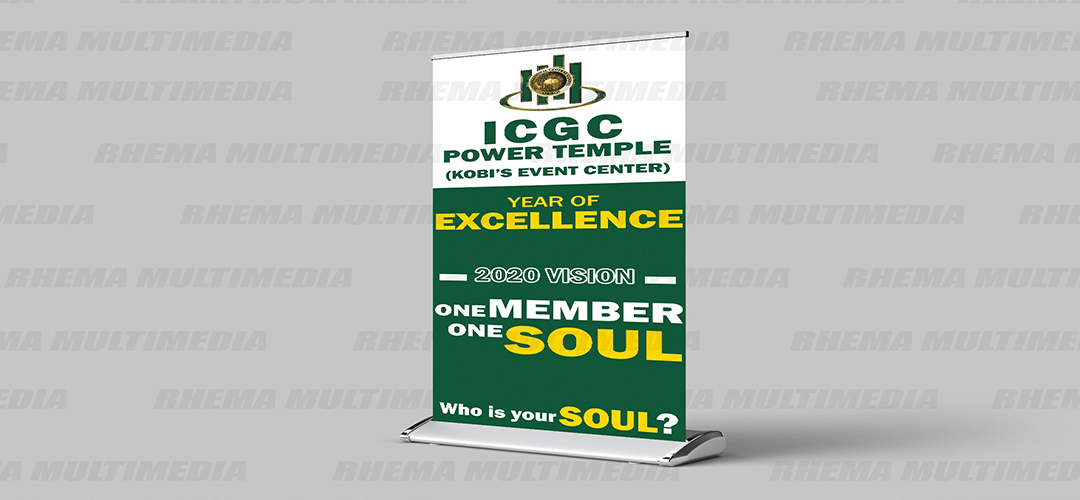 RHEMA MULTIMEDIA
ICGC
POWER TEMPLE
(KOBI'S EVENT CENTER)
YEAR OF
EXCELLENCE
2020 VISION
ONE MEMBER
ONE SOUL
Who is your SOUL?